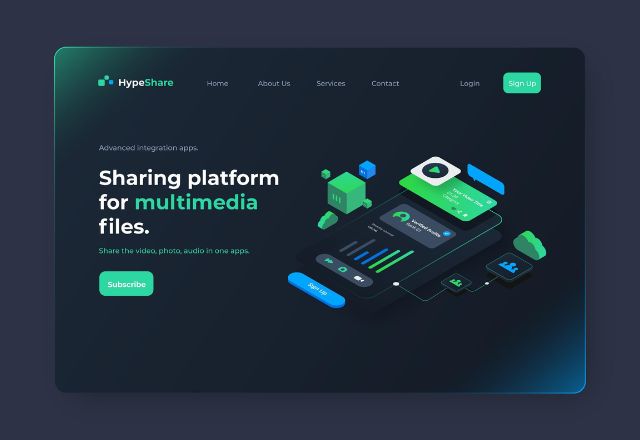 HypeShare
Home
About Us
Services
Contact
Login
Sign Up
Advanced integration apps.
Sharing platform
for multimedia
files.
Share the video, photo, audio in one apps.
Subscribe
Verified Profile
Sign Up